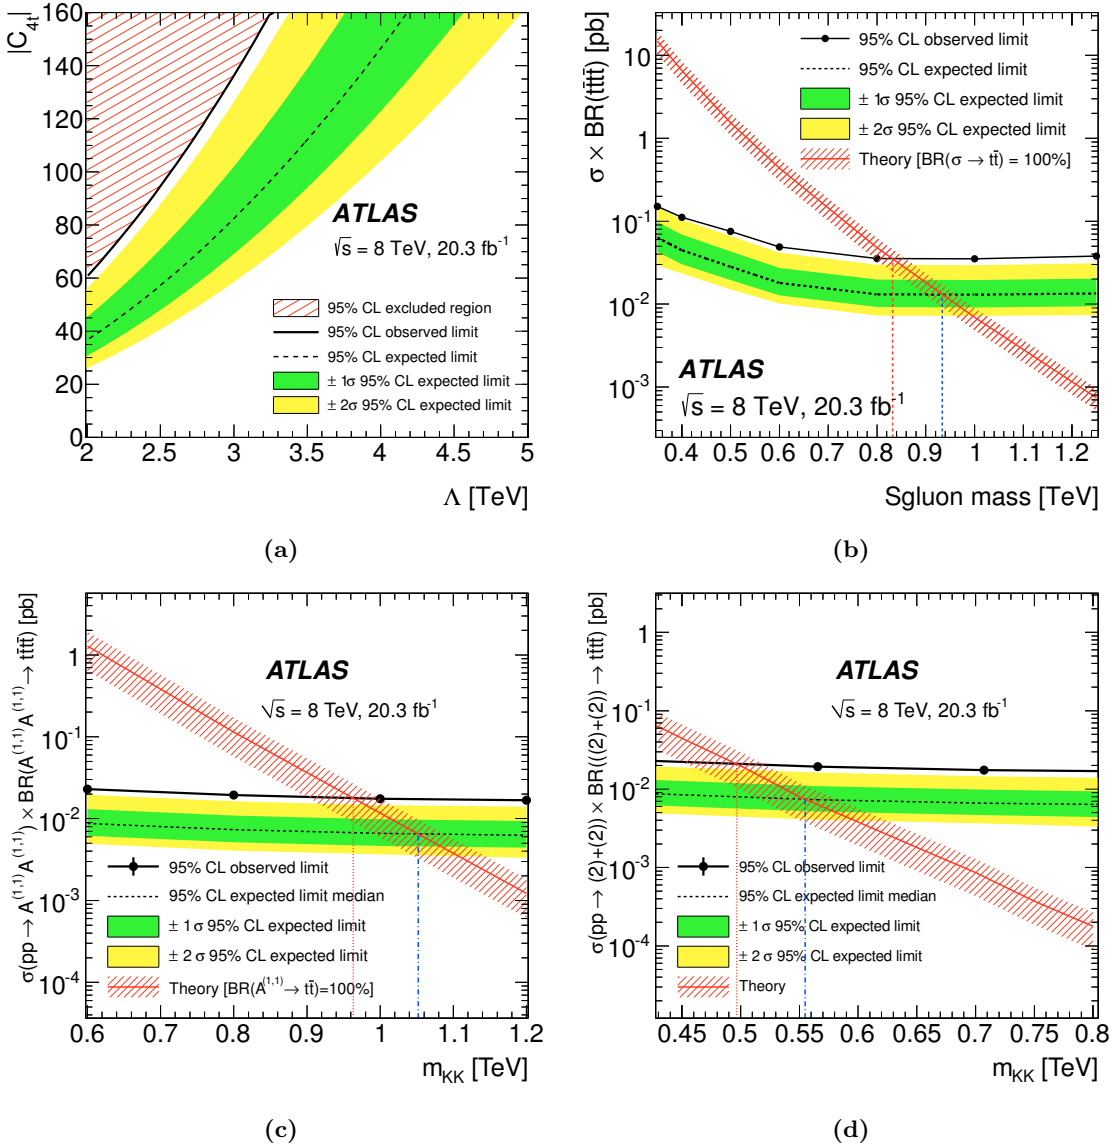 |C4t|
160
140
120
100
80
60
40
20
0
2 2.5 3 3.5 4 4.5 5
Λ [TeV]
ATLAS
√s = 8 TeV, 20.3 fb-1
95% CL excluded region
95% CL observed limit
95% CL expected limit
± 1σ 95% CL expected limit
± 2σ 95% CL expected limit
(a)
σ × BR(tt̄tt̄) [pb]
10
1
10-1
10-2
10-3
0.4 0.5 0.6 0.7 0.8 0.9 1 1.1 1.2
Sgluon mass [TeV]
95% CL observed limit
95% CL expected limit
± 1σ 95% CL expected limit
± 2σ 95% CL expected limit
Theory [BR(σ → tt̄) = 100%]
ATLAS
√s = 8 TeV, 20.3 fb-1
(b)
σ(pp → A(1,1)A(1,1)) × BR(A(1,1)A(1,1) → tt̄tt̄) [pb]
1
10-1
10-2
10-3
10-4
0.6 0.7 0.8 0.9 1 1.1 1.2
mKK [TeV]
ATLAS
√s = 8 TeV, 20.3 fb-1
95% CL observed limit
95% CL expected limit median
± 1σ 95% CL expected limit
± 2 σ 95% CL expected limit
Theory [BR(A(1,1) → tt̄)=100%]
(c)
σ(pp → (2)+(2)) × BR(((2)+(2)) → tt̄tt̄) [pb]
1
10-1
10-2
10-3
10-4
0.45 0.5 0.55 0.6 0.65 0.7 0.75 0.8
mKK [TeV]
ATLAS
√s = 8 TeV, 20.3 fb-1
95% CL observed limit
95% CL expected limit median
± 1 σ 95% CL expected limit
± 2 σ 95% CL expected limit
Theory
(d)